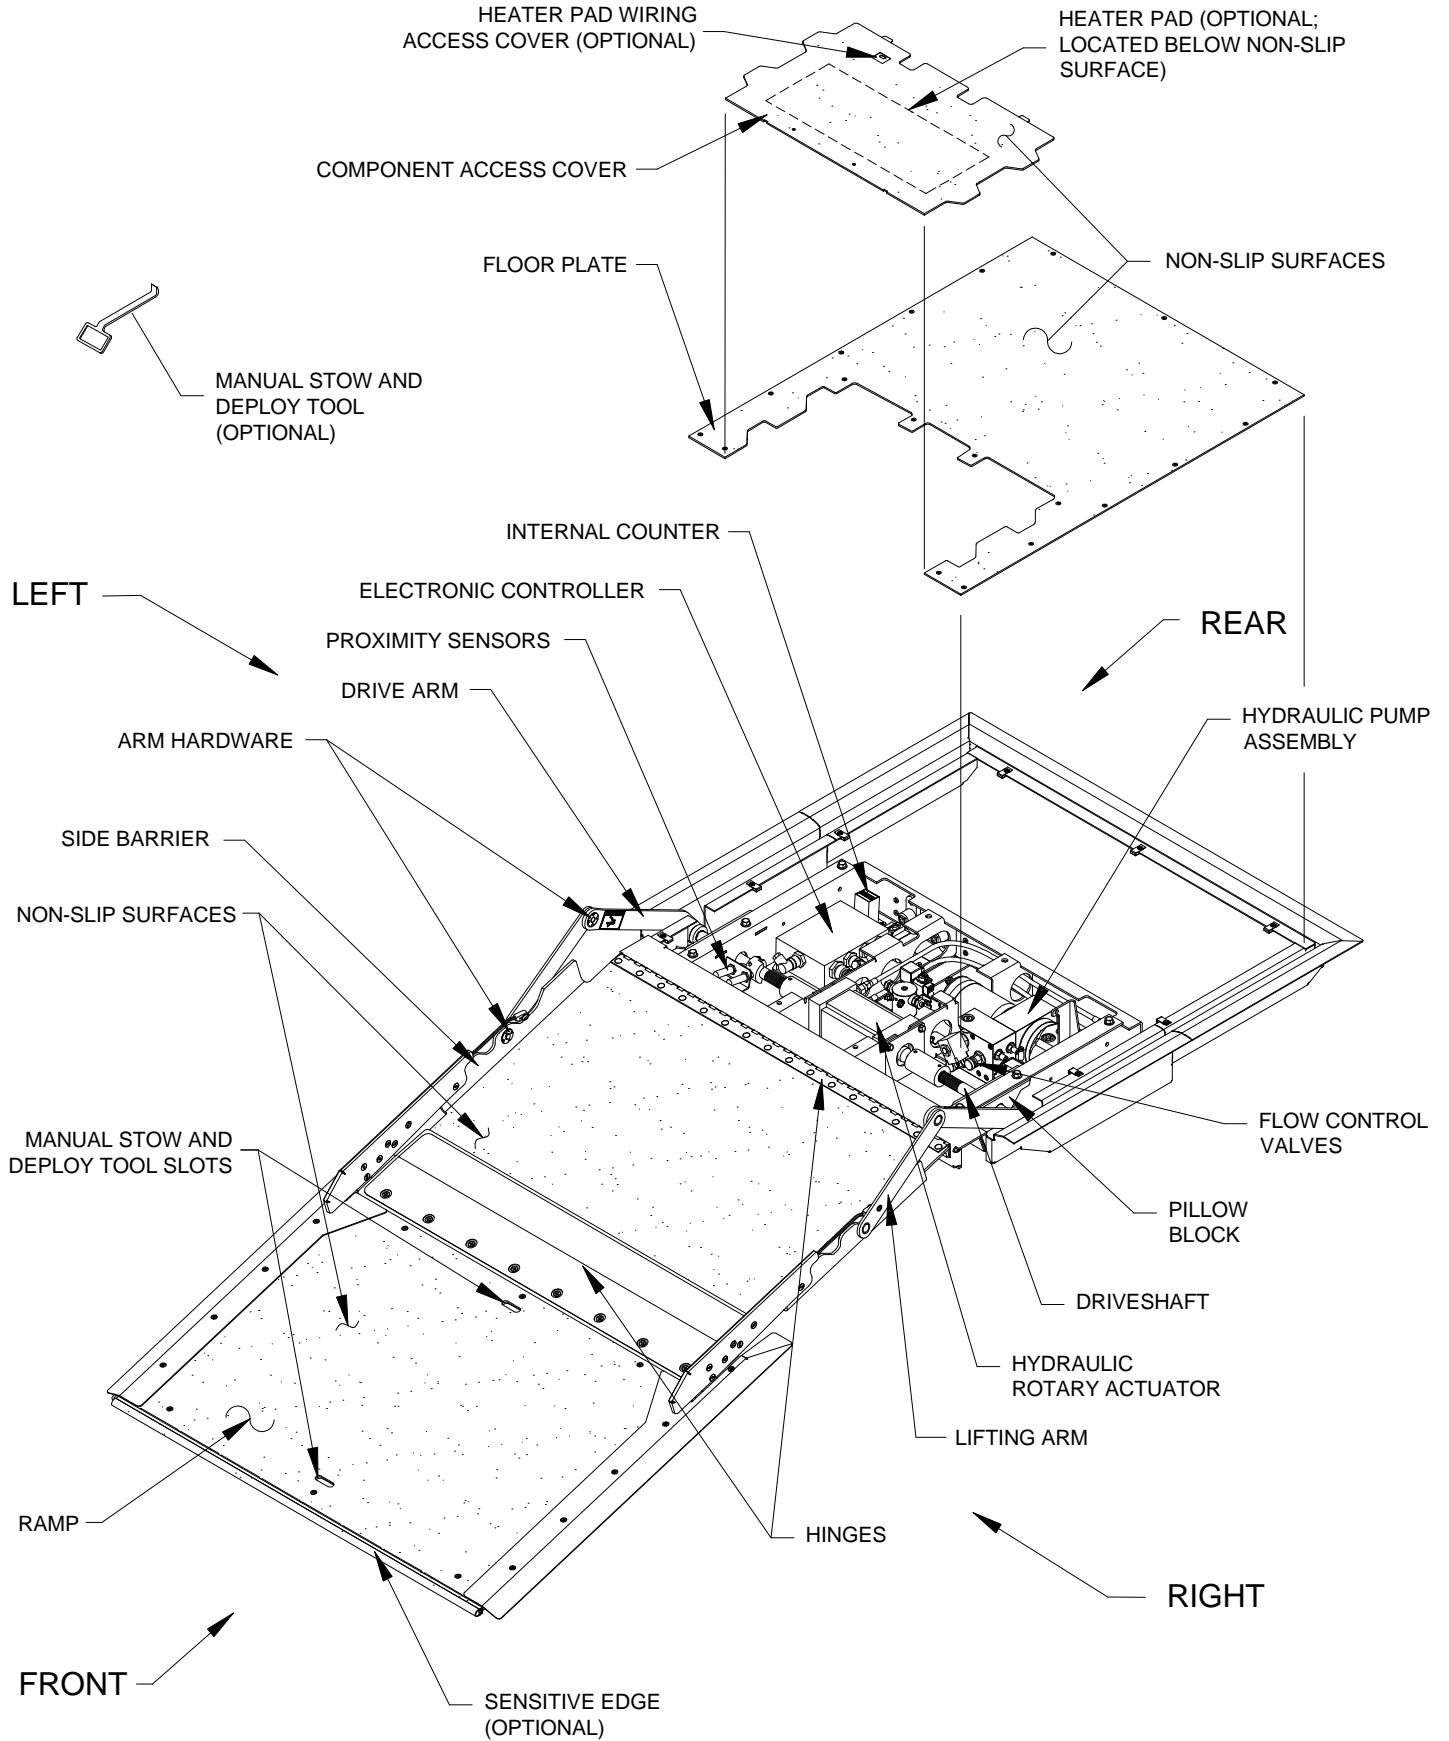 HEATER PAD WIRING
ACCESS COVER (OPTIONAL)
HEATER PAD (OPTIONAL;
LOCATED BELOW NON-SLIP
SURFACE)
COMPONENT ACCESS COVER
FLOOR PLATE
NON-SLIP SURFACES
MANUAL STOW AND
DEPLOY TOOL
(OPTIONAL)
INTERNAL COUNTER
ELECTRONIC CONTROLLER
LEFT
REAR
PROXIMITY SENSORS
DRIVE ARM
HYDRAULIC PUMP
ASSEMBLY
ARM HARDWARE
SIDE BARRIER
NON-SLIP SURFACES
MANUAL STOW AND
DEPLOY TOOL SLOTS
FLOW CONTROL
VALVES
PILLOW
BLOCK
DRIVESHAFT
HYDRAULIC
ROTARY ACTUATOR
LIFTING ARM
RAMP
HINGES
RIGHT
FRONT
SENSITIVE EDGE
(OPTIONAL)